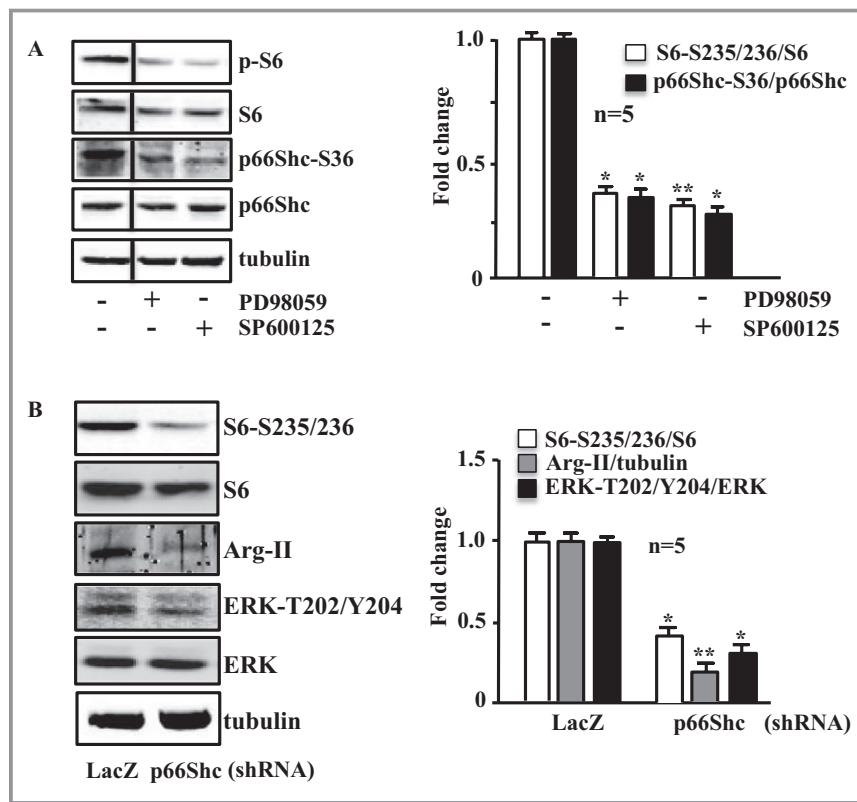 A
p-S6
S6
p66Shc-S36
p66Shc
tubulin
- + - PD98059
- - + SP600125
S6-S235/236/S6
p66Shc-S36/p66Shc
n=5
Fold change
1.0
0.5
0
* * ** *
- + - PD98059
- - + SP600125
B
S6-S235/236
S6
Arg-II
ERK-T202/Y204
ERK
tubulin
LacZ p66Shc (shRNA)
S6-S235/236/S6
Arg-II/tubulin
ERK-T202/Y204/ERK
n=5
Fold change
1.5
1.0
0.5
0
* ** *
LacZ p66Shc (shRNA)